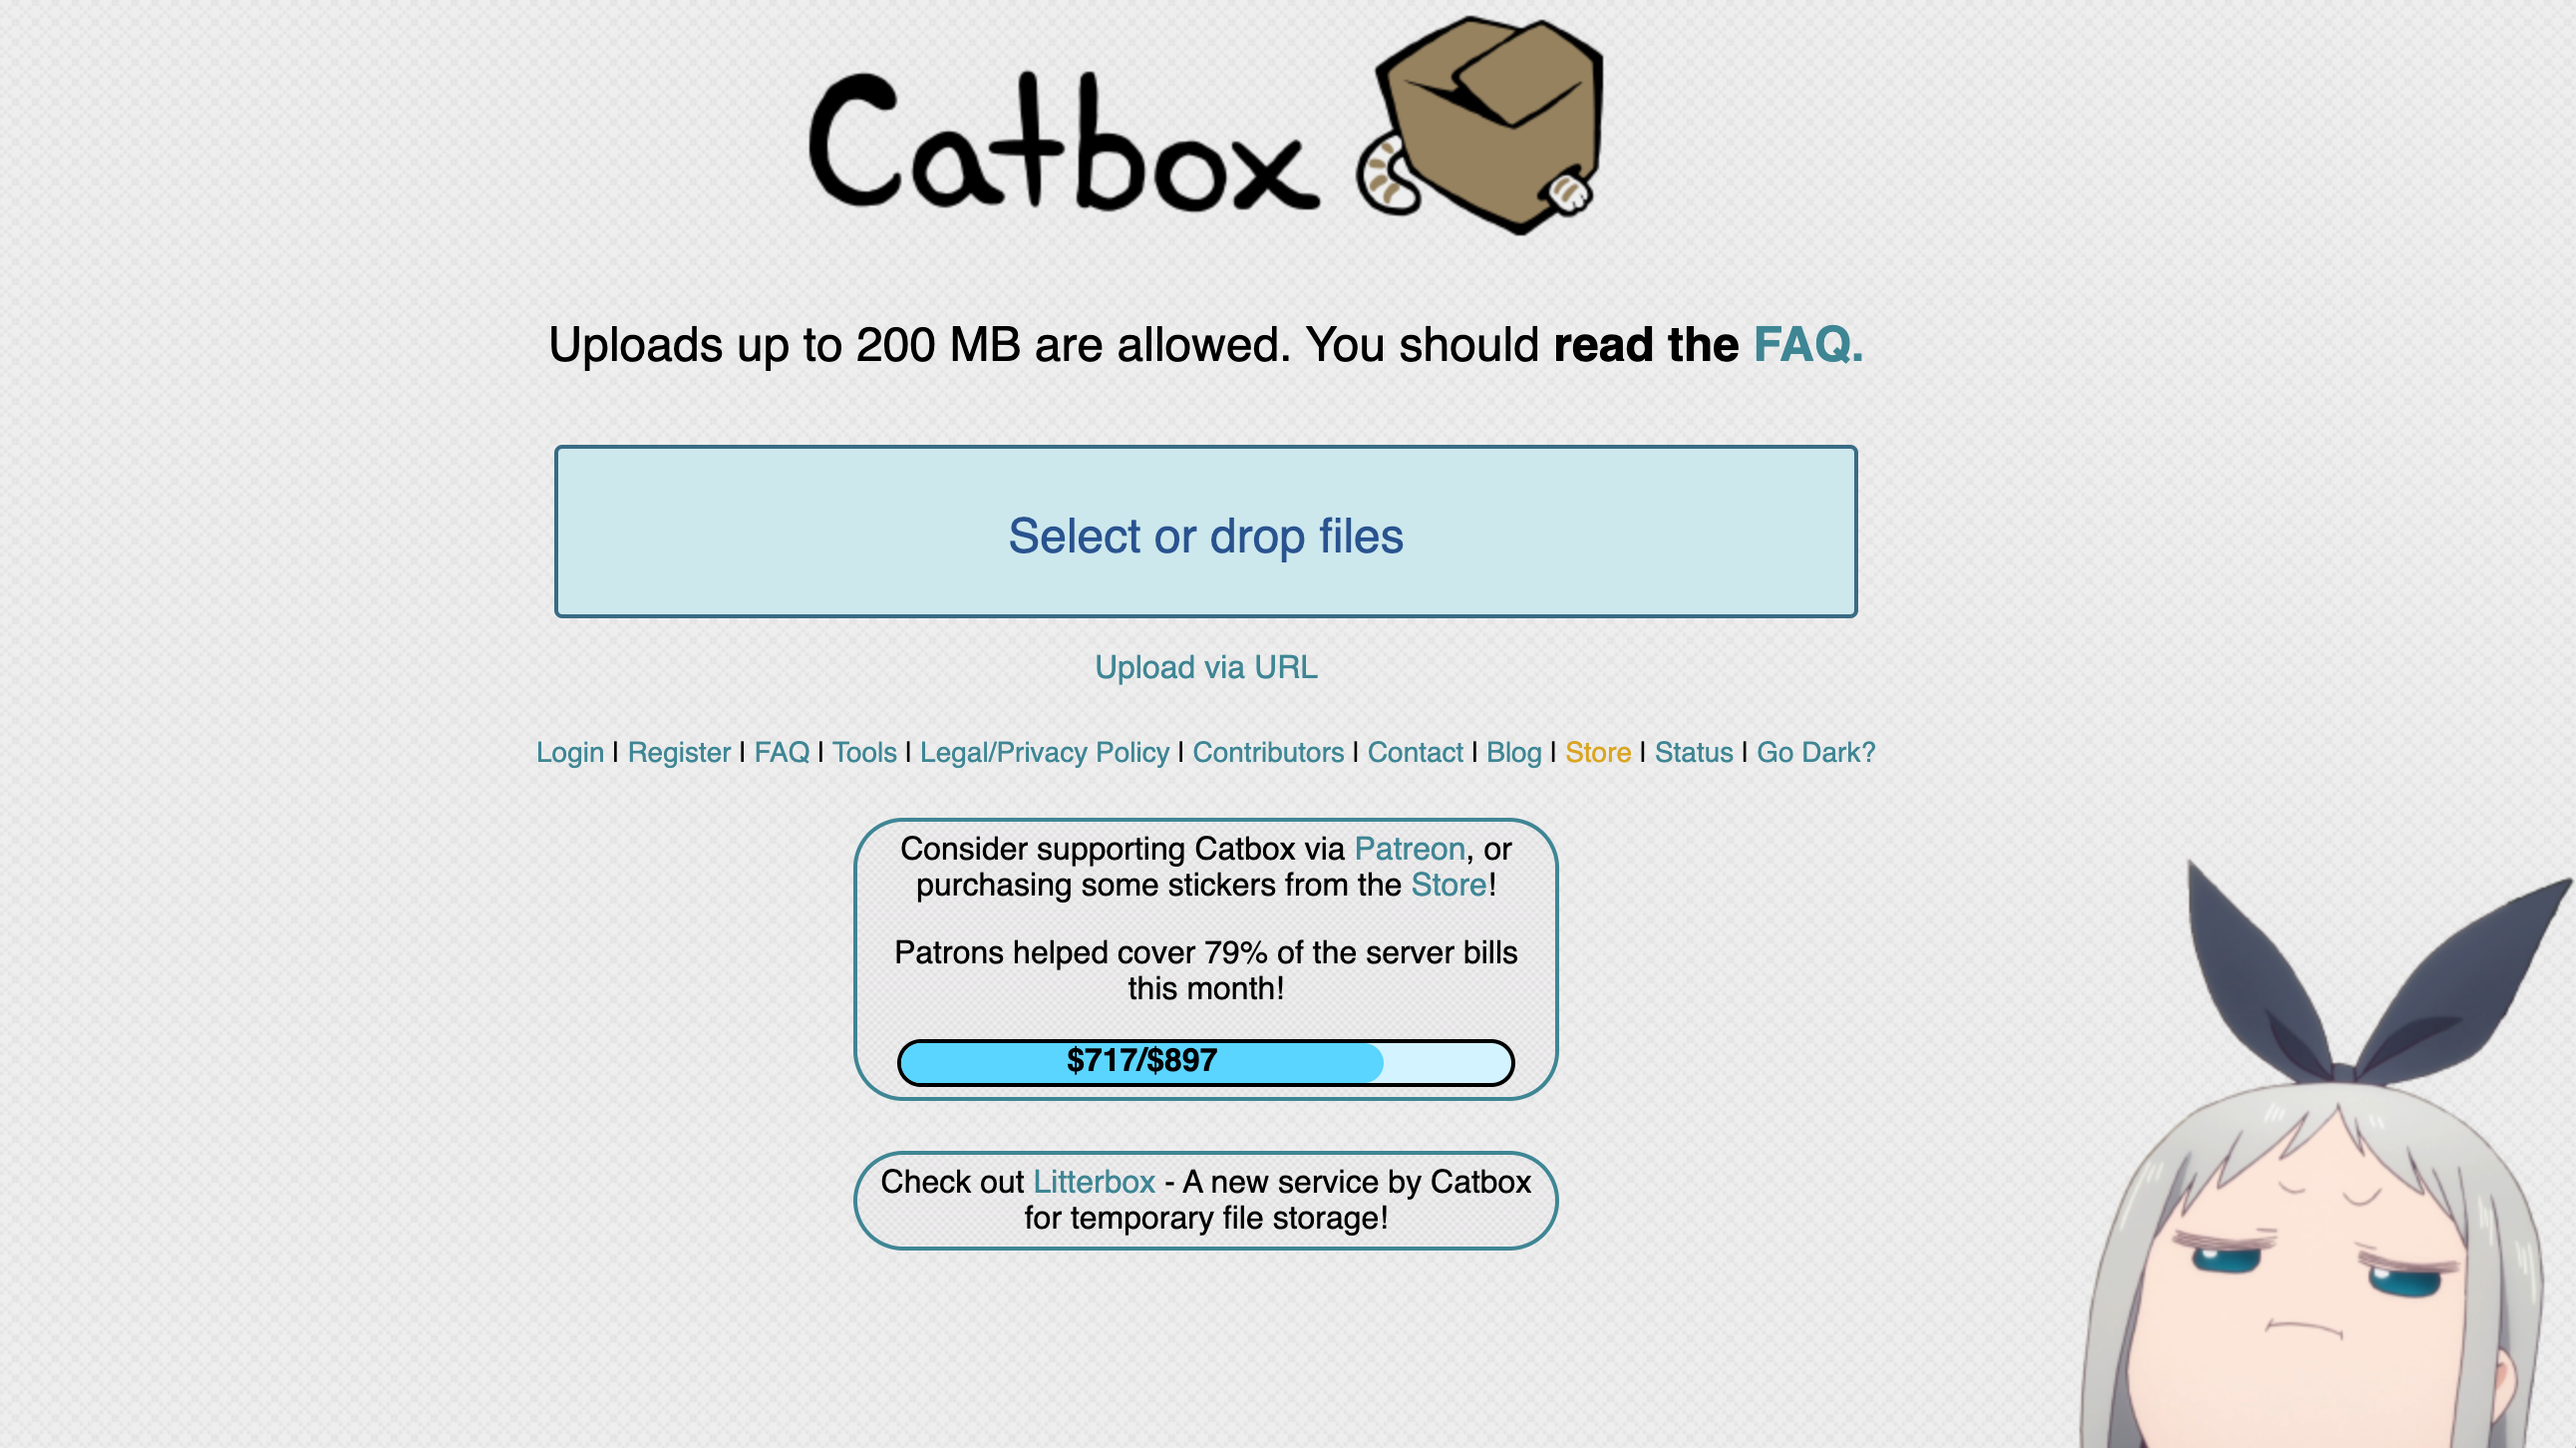 Catbox
Uploads up to 200 MB are allowed. You should read the FAQ.
Select or drop files
Upload via URL
Login | Register | FAQ | Tools | Legal/Privacy Policy | Contributors | Contact | Blog | Store | Status | Go Dark?
Consider supporting Catbox via Patreon, or
purchasing some stickers from the Store!
Patrons helped cover 79% of the server bills
this month!
$717/$897
Check out Litterbox - A new service by Catbox
for temporary file storage!